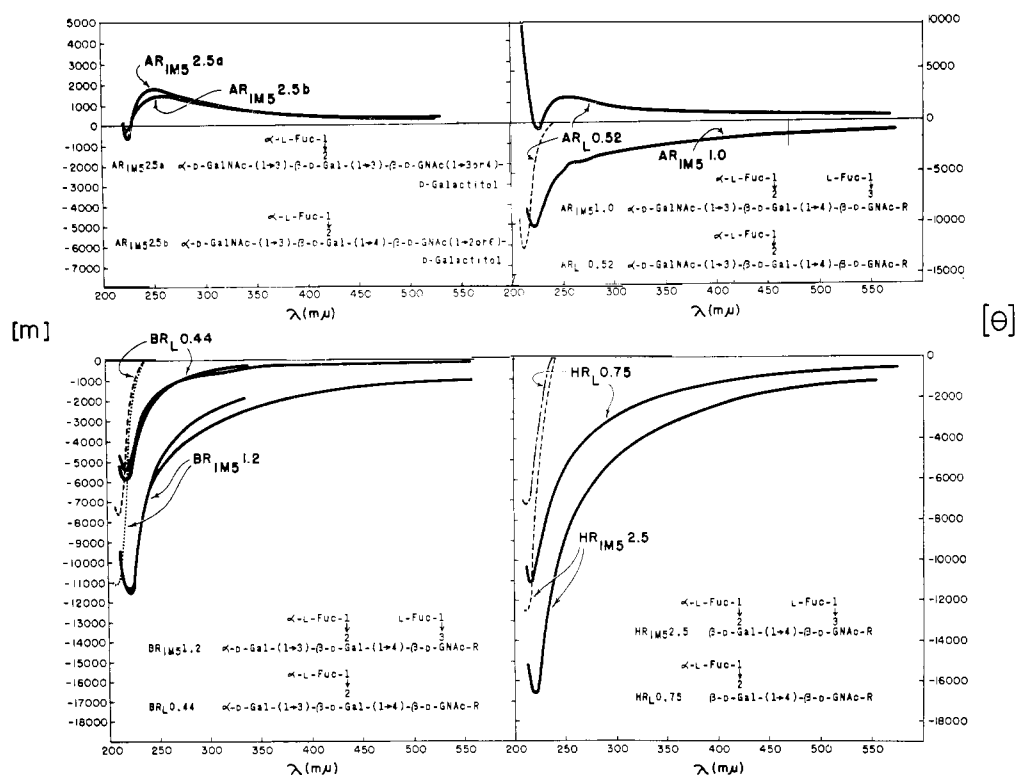 5000
4000
3000
2000
1000
0
-1000
-2000
-3000
-4000
-5000
-6000
-7000
AR IM5 2.5a
AR IM5 2.5b
α-L-Fuc-1
↓
2
AR IM5 2.5a α-D-GalNAc-(1→3)-β-D-Gal-(1→3)-β-D-GNAc(1→3or4)-
D-Galactitol
α-L-Fuc-1
↓
2
AR IM5 2.5b α-D-GalNAc-(1→3)-β-D-Gal-(1→4)-β-D-GNAc(1→2or6)-
D-Galactitol
200 250 300 350 400 450 500 550
λ(mμ)
10000
5000
0
-5000
-10000
-15000
AR L 0.52
AR IM5 1.0
α-L-Fuc-1 L-Fuc-1
↓ ↓
2 3
AR IM5 1.0 α-D-GalNAc-(1→3)-β-D-Gal-(1→4)-β-D-GNAc-R
α-L-Fuc-1
↓
2
AR L 0.52 α-D-GalNAc-(1→3)-β-D-Gal-(1→4)-β-D-GNAc-R
200 250 300 350 400 450 500 550
λ(mμ)
[m]
[θ]
0
-1000
-2000
-3000
-4000
-5000
-6000
-7000
-8000
-9000
-10000
-11000
-12000
-13000
-14000
-15000
-16000
-17000
-18000
BR L 0.44
BR IM5 1.2
α-L-Fuc-1 L-Fuc-1
↓ ↓
2 3
BR IM5 1.2 α-D-Gal-(1→3)-β-D-Gal-(1→4)-β-D-GNAc-R
α-L-Fuc-1
↓
2
BR L 0.44 α-D-Gal-(1→3)-β-D-Gal-(1→4)-β-D-GNAc-R
200 250 300 350 400 450 500 550
λ(mμ)
0
-2000
-4000
-6000
-8000
-10000
-12000
-14000
-16000
-18000
HR L 0.75
HR IM5 2.5
α-L-Fuc-1 L-Fuc-1
↓ ↓
2 3
HR IM5 2.5 β-D-Gal-(1→4)-β-D-GNAc-R
α-L-Fuc-1
↓
2
HR L 0.75 β-D-Gal-(1→4)-β-D-GNAc-R
200 250 300 350 400 450 500 550
λ(mμ)